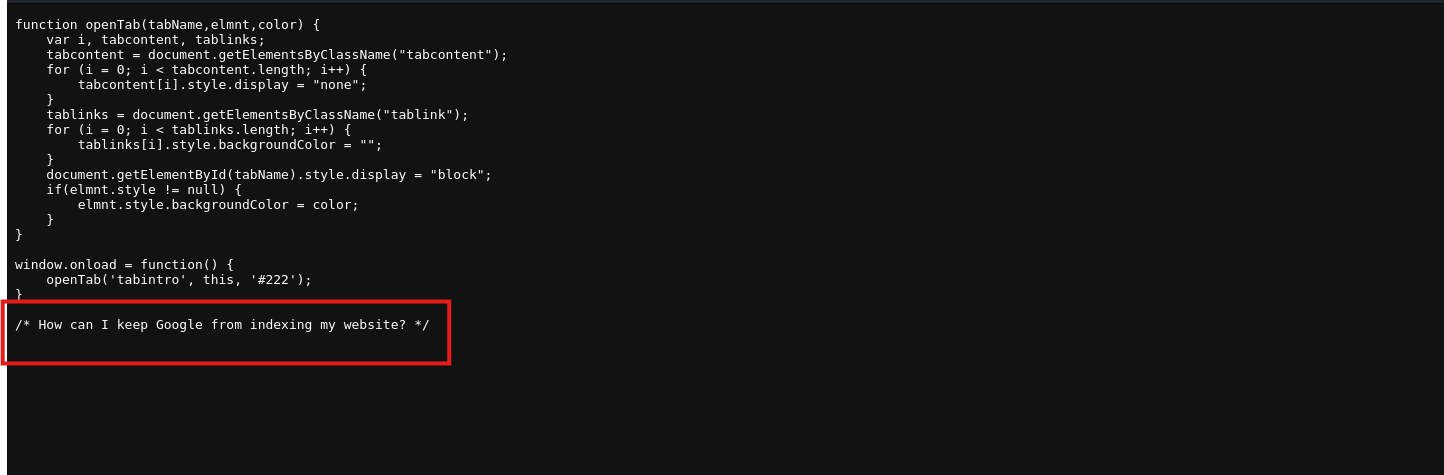 function openTab(tabName,elmnt,color) {
    var i, tabcontent, tablinks;
    tabcontent = document.getElementsByClassName("tabcontent");
    for (i = 0; i < tabcontent.length; i++) {
        tabcontent[i].style.display = "none";
    }
    tablinks = document.getElementsByClassName("tablink");
    for (i = 0; i < tablinks.length; i++) {
        tablinks[i].style.backgroundColor = "";
    }
    document.getElementById(tabName).style.display = "block";
    if(elmnt.style != null) {
        elmnt.style.backgroundColor = color;
    }
}

window.onload = function() {
    openTab('tabintro', this, '#222');
}

/* How can I keep Google from indexing my website? */